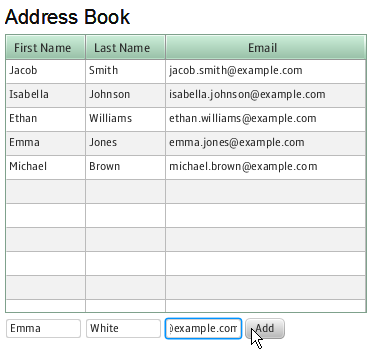 Address Book
First Name Last Name Email
Jacob Smith jacob.smith@example.com
Isabella Johnson isabella.johnson@example.com
Ethan Williams ethan.williams@example.com
Emma Jones emma.jones@example.com
Michael Brown michael.brown@example.com
Emma White @example.com Add